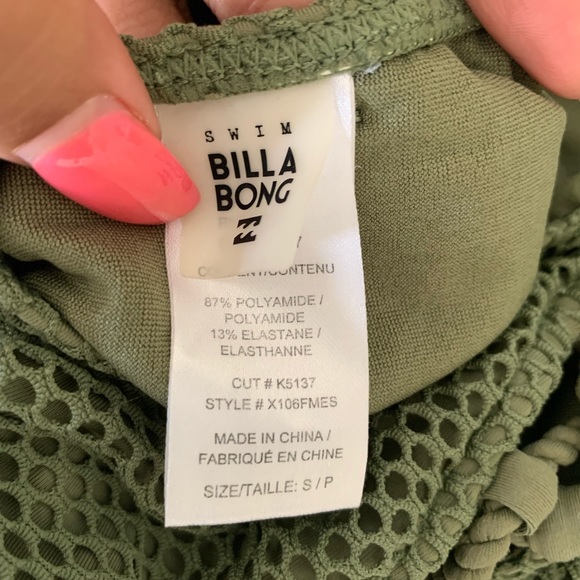 SWIM
BILLA
BONG
CONTENT/CONTENU
87% POLYAMIDE /
POLYAMIDE
13% ELASTANE /
ELASTHANNE
CUT # K5137
STYLE # X106FMES
MADE IN CHINA /
FABRIQUÉ EN CHINE
SIZE/TAILLE: S / P